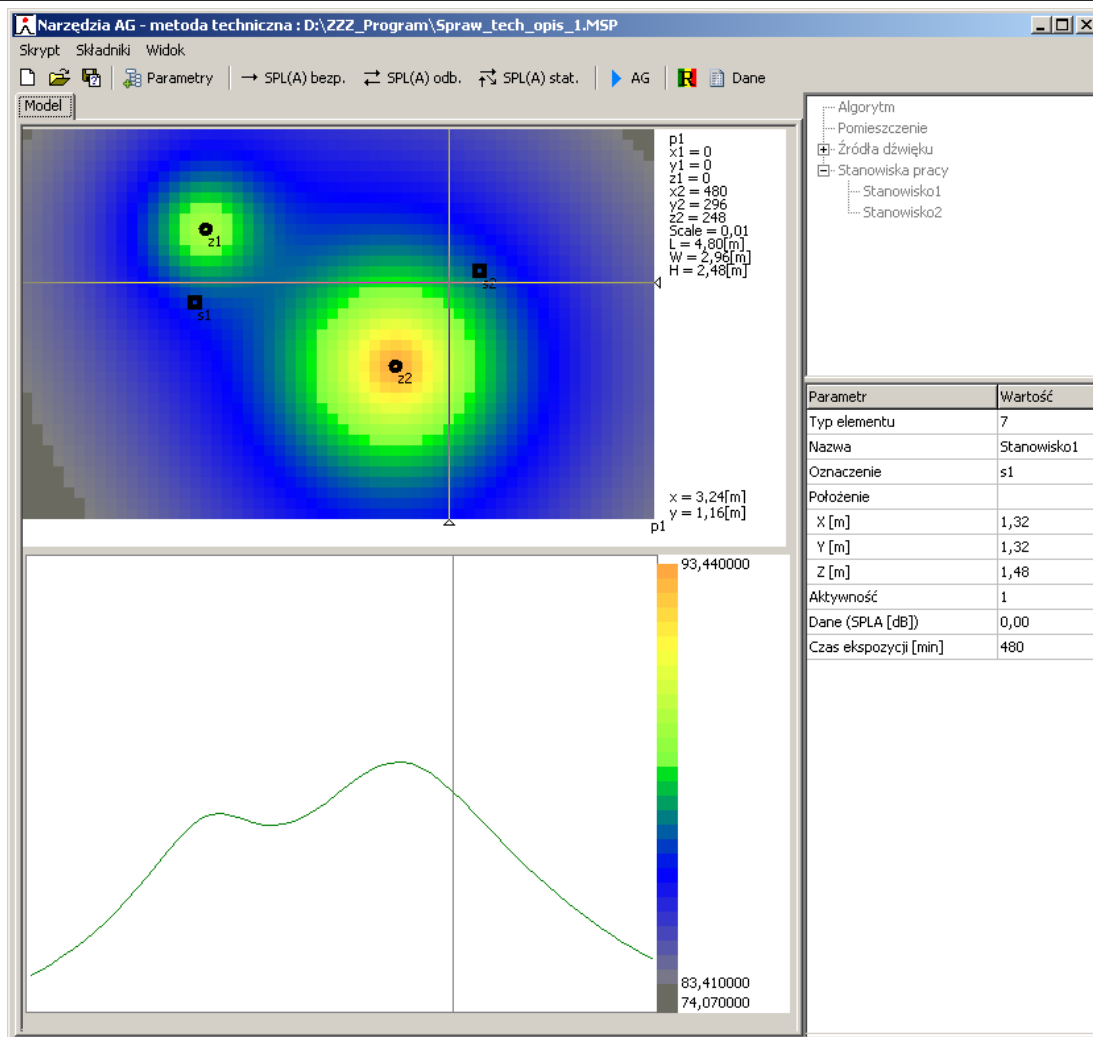 Narzędzia AG - metoda techniczna : D:\ZZZ_Program\Spraw_tech_opis_1.MSP
Skrypt Składniki Widok
Parametry → SPL(A) bezp. SPL(A) odb. SPL(A) stat. AG R Dane
Model
p1
x1 = 0
y1 = 0
z1 = 0
x2 = 480
y2 = 296
z2 = 248
Scale = 0,01
L = 4,80[m]
W = 2,96[m]
H = 2,48[m]
z1
s2
s1
z2
x = 3,24[m]
y = 1,16[m]
p1
93,440000
83,410000
74,070000
Algorytm
Pomieszczenie
Źródła dźwięku
Stanowiska pracy
Stanowisko1
Stanowisko2
Parametr Wartość
Typ elementu 7
Nazwa Stanowisko1
Oznaczenie s1
Położenie
X [m] 1,32
Y [m] 1,32
Z [m] 1,48
Aktywność 1
Dane (SPLA [dB]) 0,00
Czas ekspozycji [min] 480